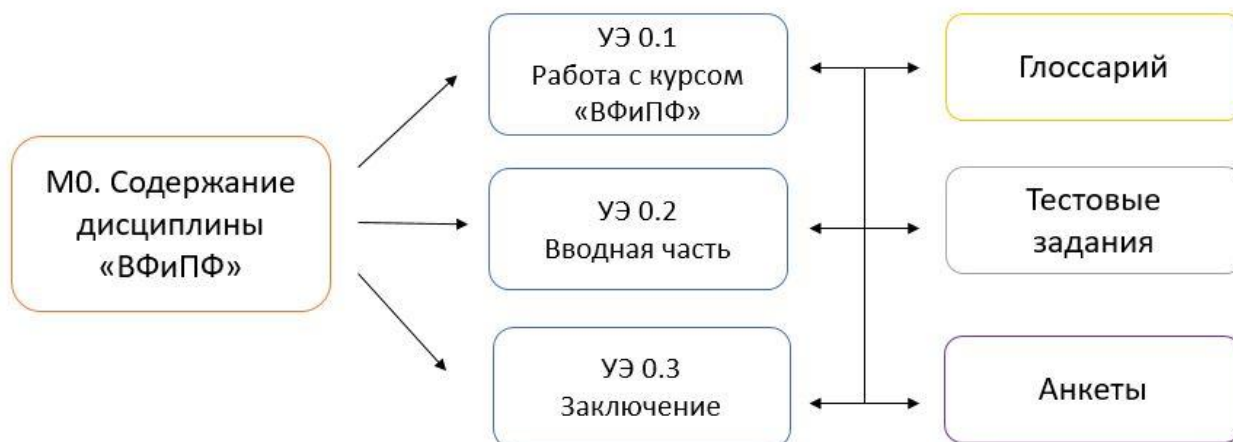 М0. Содержание
дисциплины
«ВФиПФ»
УЭ 0.1
Работа с курсом
«ВФиПФ»
УЭ 0.2
Вводная часть
УЭ 0.3
Заключение
Глоссарий
Тестовые
задания
Анкеты